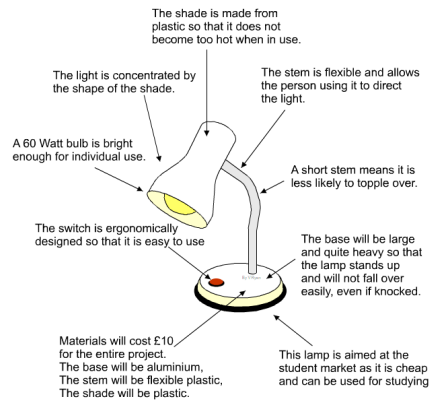 The shade is made from
plastic so that it does not
become too hot when in use.
The light is concentrated by
the shape of the shade.
The stem is flexible and allows
the person using it to direct
the light.
A 60 Watt bulb is bright
enough for individual use.
A short stem means it is
less likely to topple over.
The switch is ergonomically
designed so that it is easy to use
The base will be large
and quite heavy so that
the lamp stands up
and will not fall over
easily, even if knocked.
Materials will cost £10
for the entire project.
The base will be aluminium,
The stem will be flexible plastic,
The shade will be plastic.
This lamp is aimed at the
student market as it is cheap
and can be used for studying